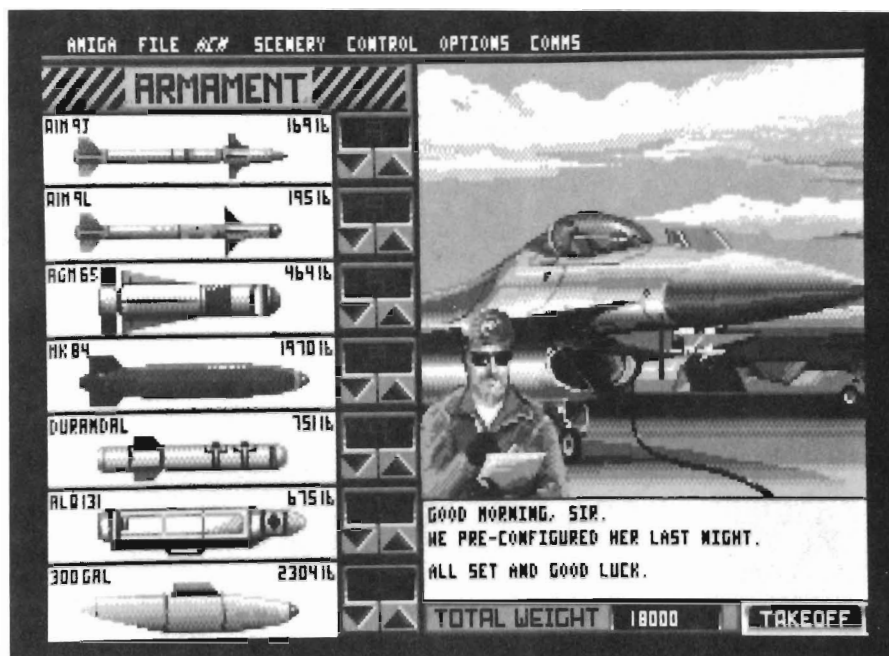 AMIGA FILE ACM SCENERY CONTROL OPTIONS COMMS
ARMAMENT
AIM 9J 169 lb
AIM 9L 195 lb
AGM 65 464 lb
MK 84 1970 lb
DURANDAL 751 lb
ALQ 131 675 lb
300 GAL 2304 lb
GOOD MORNING, SIR.
WE PRE-CONFIGURED HER LAST NIGHT.
ALL SET AND GOOD LUCK.
TOTAL WEIGHT 18000 TAKEOFF